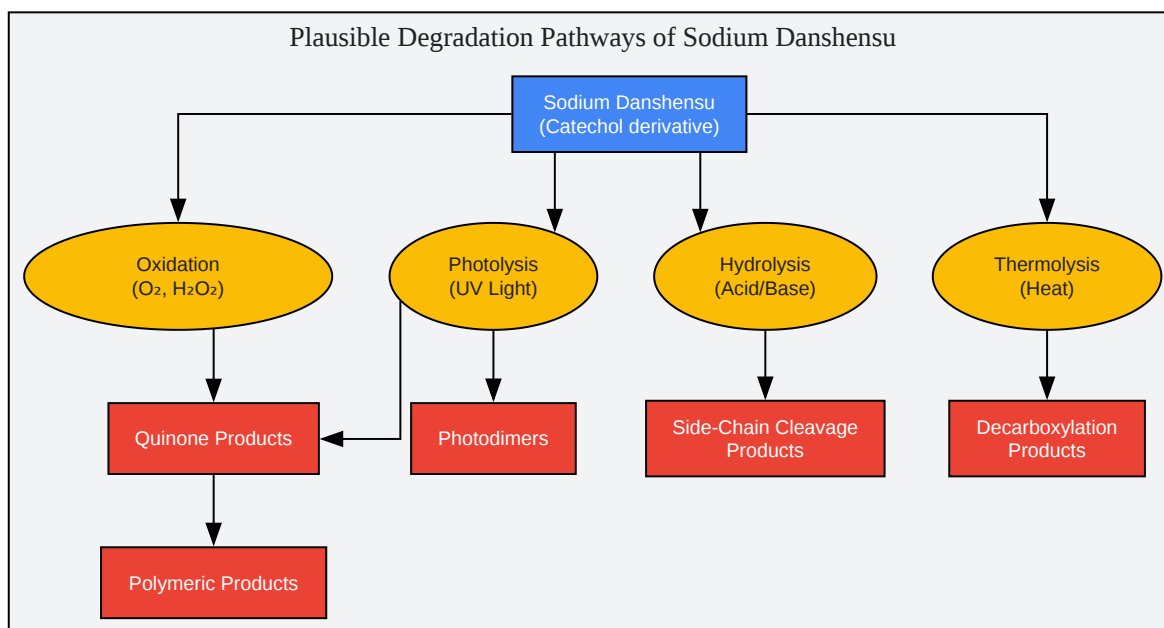 Plausible Degradation Pathways of Sodium Danshensu
Sodium Danshensu
(Catechol derivative)
Oxidation
(O₂, H₂O₂)
Photolysis
(UV Light)
Hydrolysis
(Acid/Base)
Thermolysis
(Heat)
Quinone Products
Photodimers
Side-Chain Cleavage
Products
Decarboxylation
Products
Polymeric Products